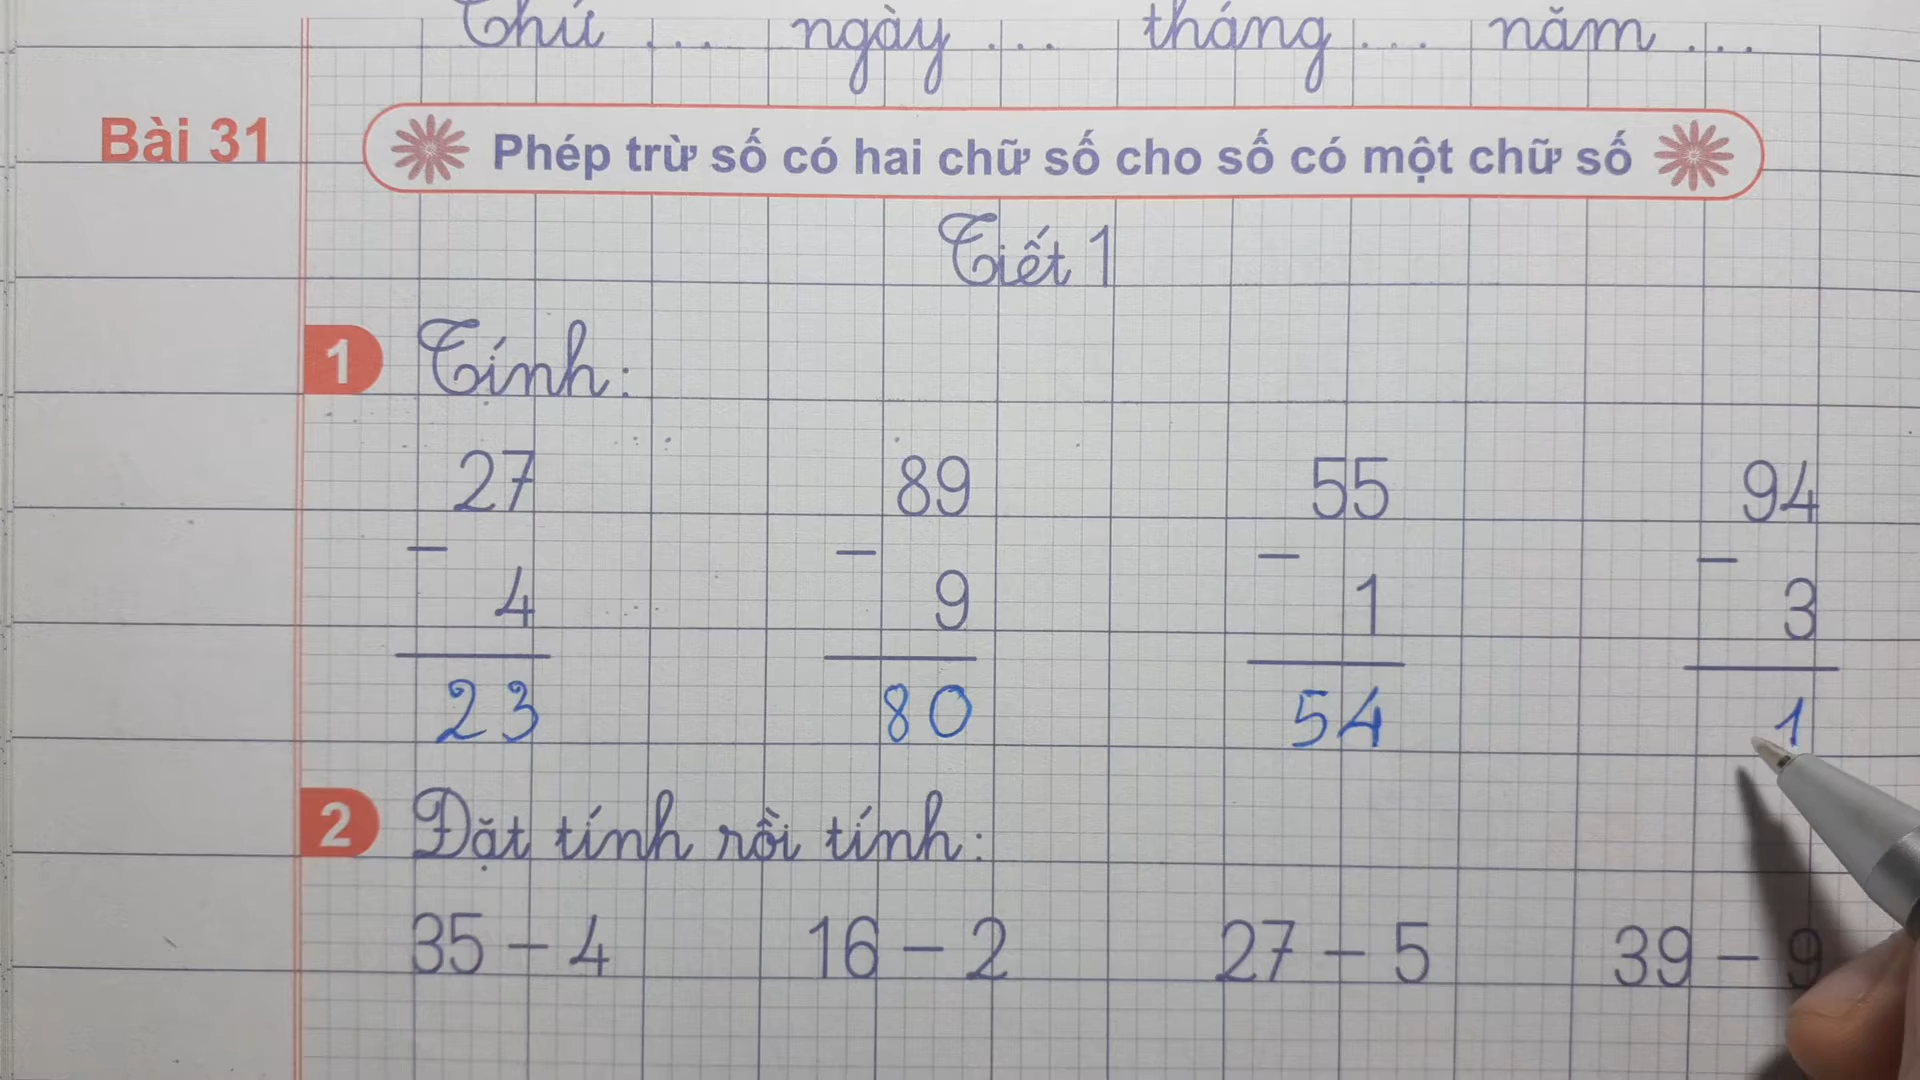 Thứ ... ngày ... tháng ... năm ...
Bài 31 Phép trừ số có hai chữ số cho số có một chữ số
Tiết 1
1 Tính:
27 89 55 94
– – – –
4 9 1 3
23 80 54 1
2 Đặt tính rồi tính:
35 – 4 16 – 2 27 – 5 39 – 9